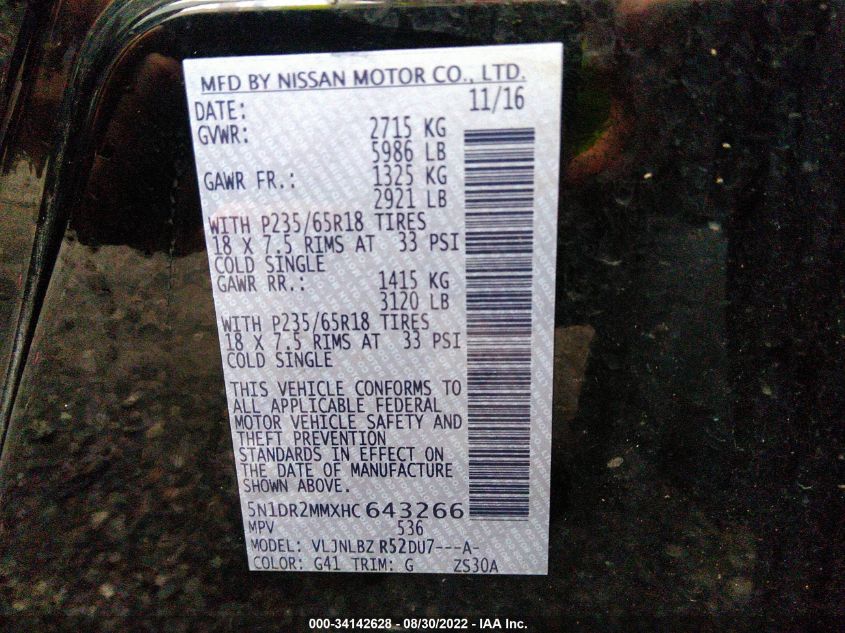 MFD BY NISSAN MOTOR CO., LTD.
DATE: 11/16
GVWR: 2715 KG
5986 LB
GAWR FR.: 1325 KG
2921 LB
WITH P235/65R18 TIRES
18 X 7.5 RIMS AT 33 PSI
COLD SINGLE
GAWR RR.: 1415 KG
3120 LB
WITH P235/65R18 TIRES
18 X 7.5 RIMS AT 33 PSI
COLD SINGLE
THIS VEHICLE CONFORMS TO
ALL APPLICABLE FEDERAL
MOTOR VEHICLE SAFETY AND
THEFT PREVENTION
STANDARDS IN EFFECT ON
THE DATE OF MANUFACTURE
SHOWN ABOVE.
5N1DR2MMXHC643266
MPV 536
MODEL: VLJNLBZ R52DU7---A-
COLOR: G41 TRIM: G ZS30A
000-34142628 - 08/30/2022 - IAA Inc.